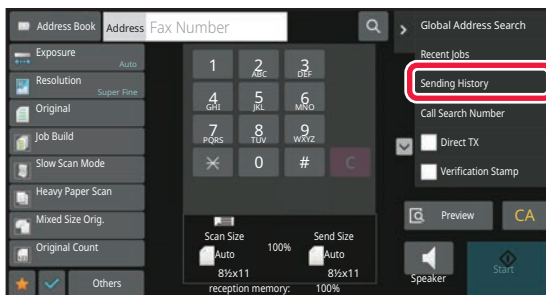 Address Book
Address
Fax Number
Global Address Search
Exposure
Auto
Recent Jobs
Resolution
Super Fine
Sending History
Original
Call Search Number
Job Build
Direct TX
Slow Scan Mode
Verification Stamp
Heavy Paper Scan
Mixed Size Orig.
Original Count
Others
1
2
ABC
3
DEF
4
GHI
5
JKL
6
MNO
7
PQRS
8
TUV
9
WXYZ
0
#
C
Scan Size
Auto
8½x11
100%
Send Size
Auto
8½x11
reception memory: 100%
Preview
CA
Speaker
Start